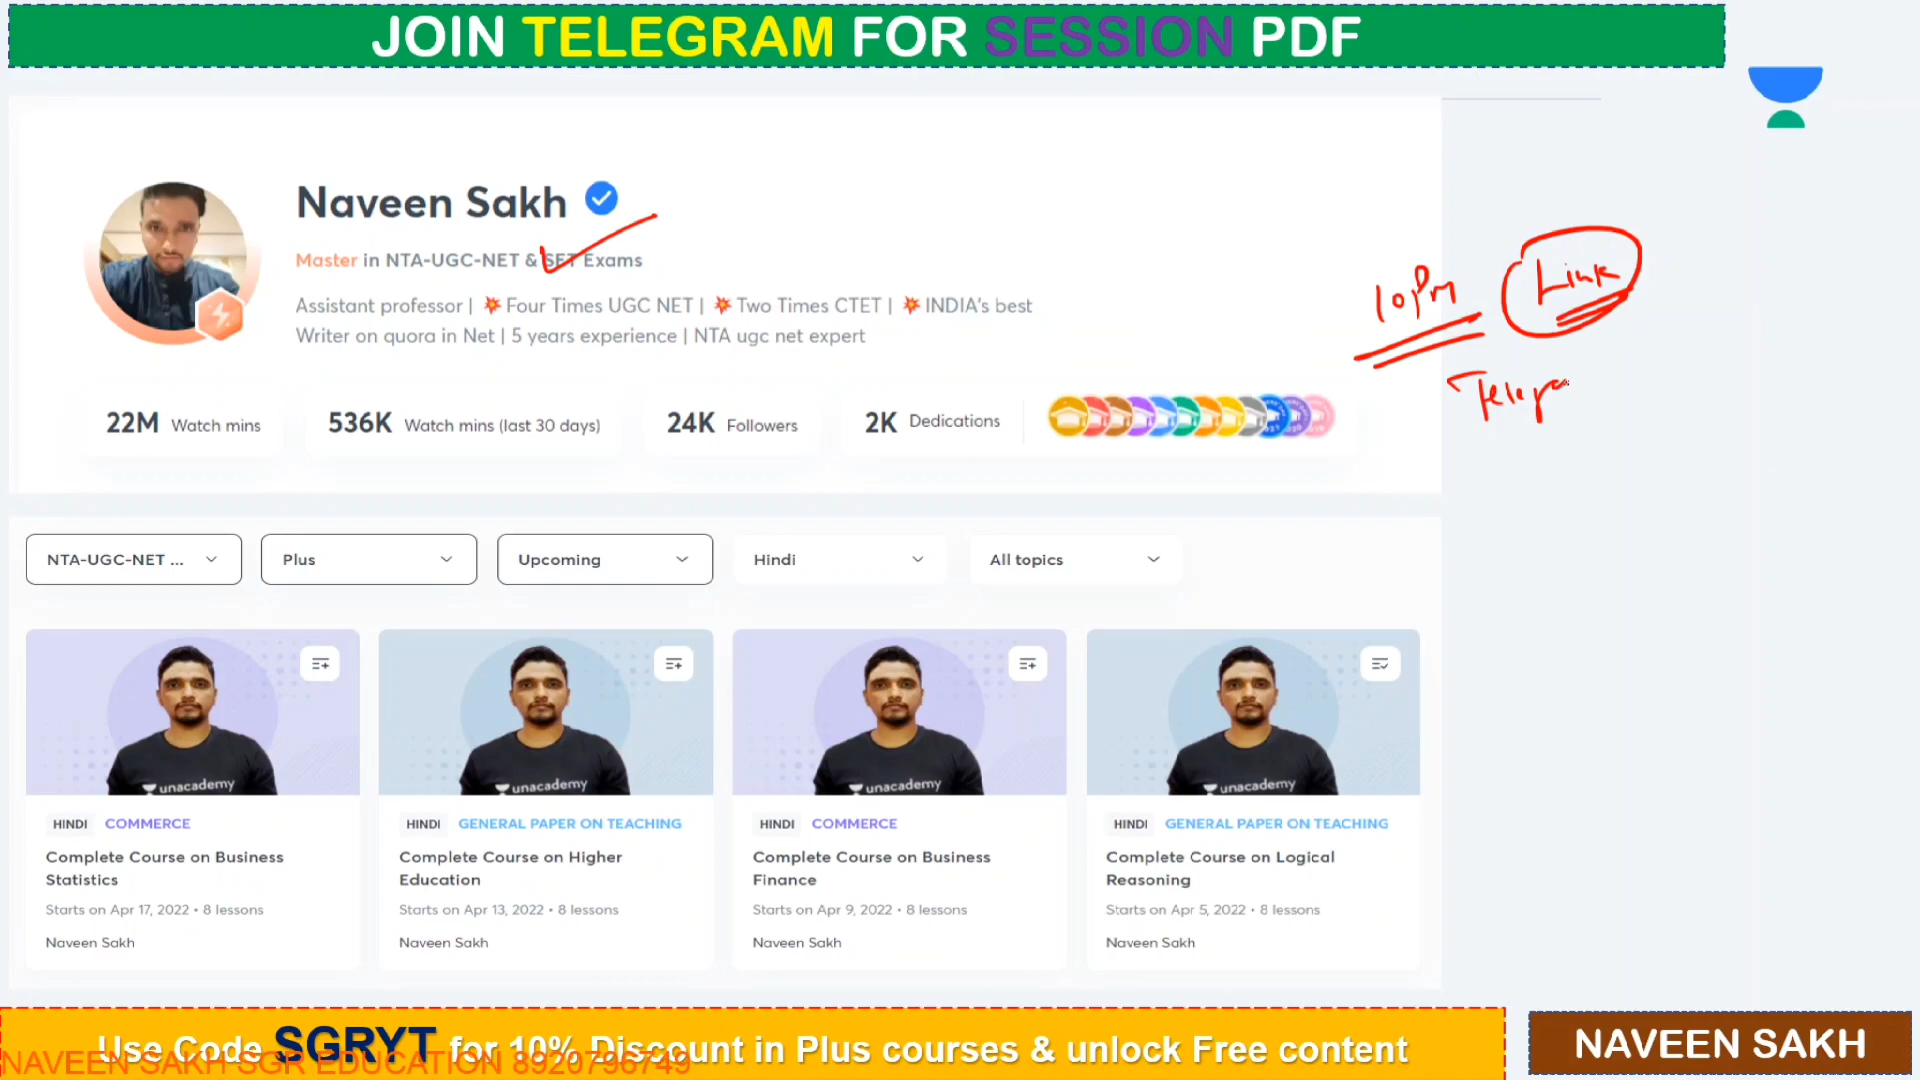 JOIN TELEGRAM FOR SESSION PDF
Naveen Sakh
Master in NTA-UGC-NET & SET Exams
Assistant professor | 💥 Four Times UGC NET | 💥 Two Times CTET | 💥 INDIA's best
Writer on quora in Net | 5 years experience | NTA ugc net expert
10 PM
Link
22M Watch mins
536K Watch mins (last 30 days)
24K Followers
2K Dedications
NTA-UGC-NET ...
Plus
Upcoming
Hindi
All topics
unacademy
unacademy
unacademy
unacademy
HINDI COMMERCE
Complete Course on Business
Statistics
Starts on Apr 17, 2022 • 8 lessons
Naveen Sakh
HINDI GENERAL PAPER ON TEACHING
Complete Course on Higher
Education
Starts on Apr 13, 2022 • 8 lessons
Naveen Sakh
HINDI COMMERCE
Complete Course on Business
Finance
Starts on Apr 9, 2022 • 8 lessons
Naveen Sakh
HINDI GENERAL PAPER ON TEACHING
Complete Course on Logical
Reasoning
Starts on Apr 5, 2022 • 8 lessons
Naveen Sakh
Use Code SGRYT for 10% Discount in Plus courses & unlock Free content
NAVEEN SAKH SGR EDUCATION 8920796749
NAVEEN SAKH